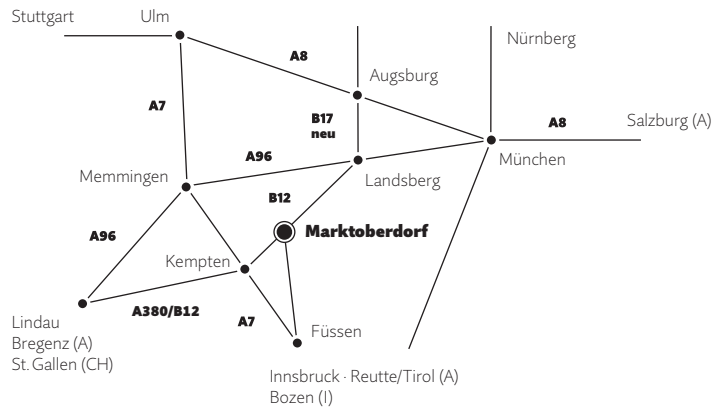 Stuttgart
Ulm
Nürnberg
A8
Augsburg
A7
B17
neu
A8
Salzburg (A)
A96
München
Memmingen
Landsberg
B12
Marktoberdorf
A96
Kempten
A380/B12
A7
Füssen
Lindau
Bregenz (A)
St. Gallen (CH)
Innsbruck · Reutte/Tirol (A)
Bozen (I)